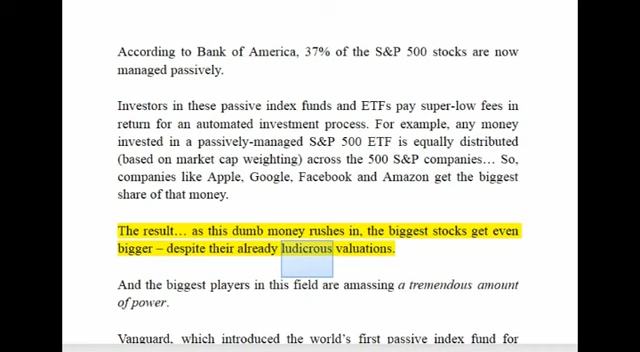 According to Bank of America, 37% of the S&P 500 stocks are now
managed passively.
Investors in these passive index funds and ETFs pay super-low fees in
return for an automated investment process. For example, any money
invested in a passively-managed S&P 500 ETF is equally distributed
(based on market cap weighting) across the 500 S&P companies… So,
companies like Apple, Google, Facebook and Amazon get the biggest
share of that money.
The result… as this dumb money rushes in, the biggest stocks get even
bigger – despite their already ludicrous valuations.
And the biggest players in this field are amassing a tremendous amount
of power.
Vanguard, which introduced the world's first passive index fund for